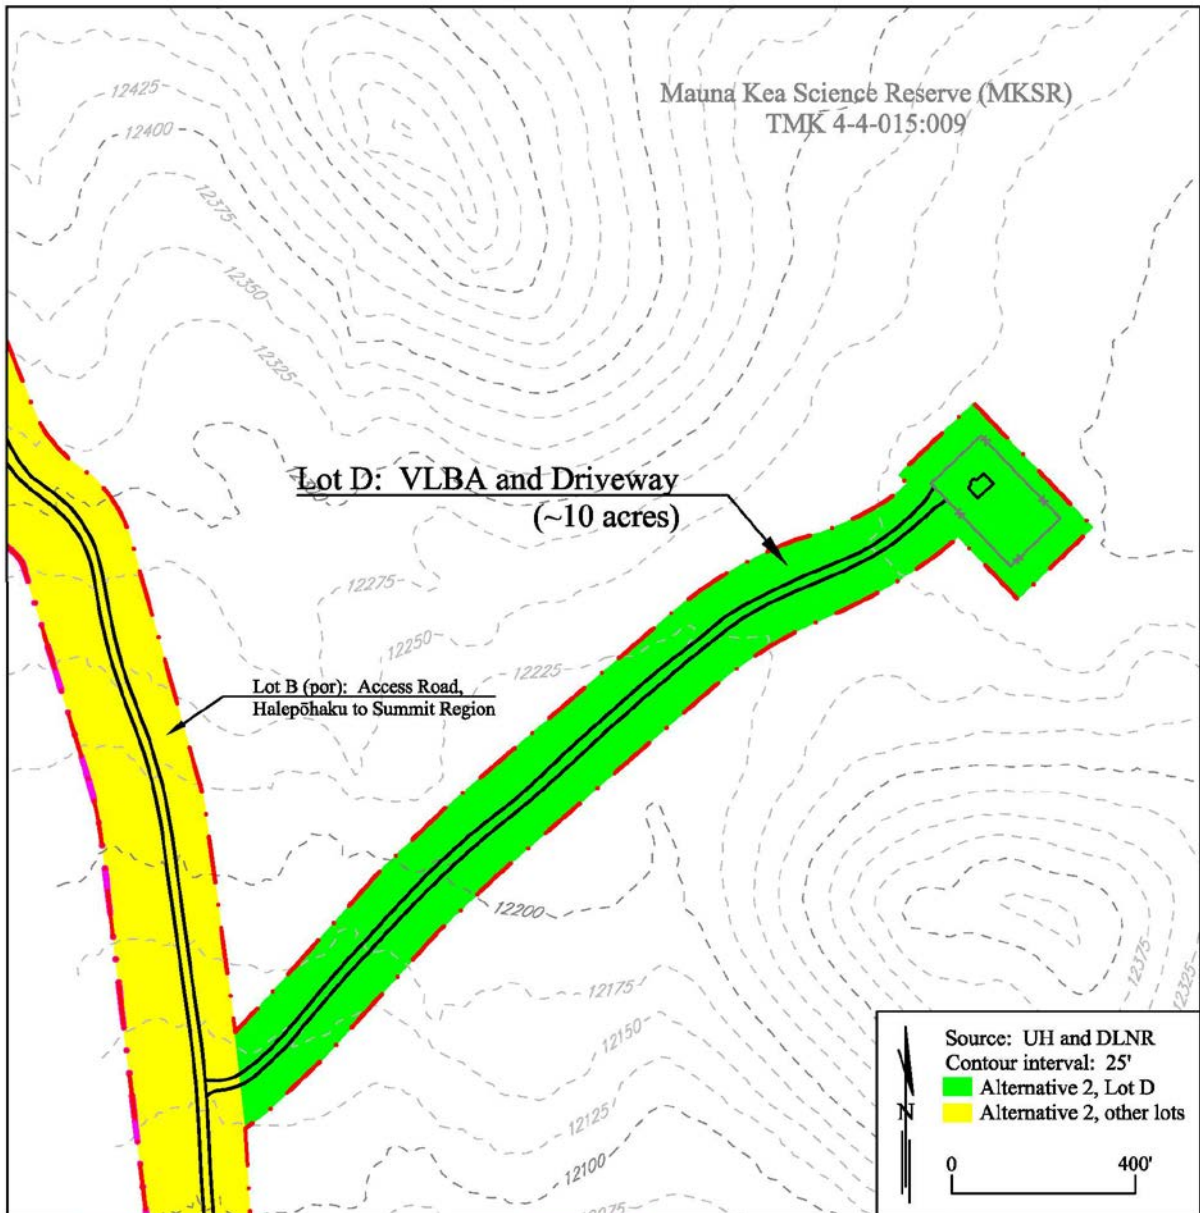 Mauna Kea Science Reserve (MKSR)
TMK 4-4-015:009
12425
12400
12375
12350
12325
Lot D: VLBA and Driveway
(~10 acres)
12275
12250
12225
Lot B (por): Access Road,
Halepōhaku to Summit Region
12200
12175
12150
12125
12100
12375
12325
Source: UH and DLNR
Contour interval: 25'
Alternative 2, Lot D
Alternative 2, other lots
N
0 400'